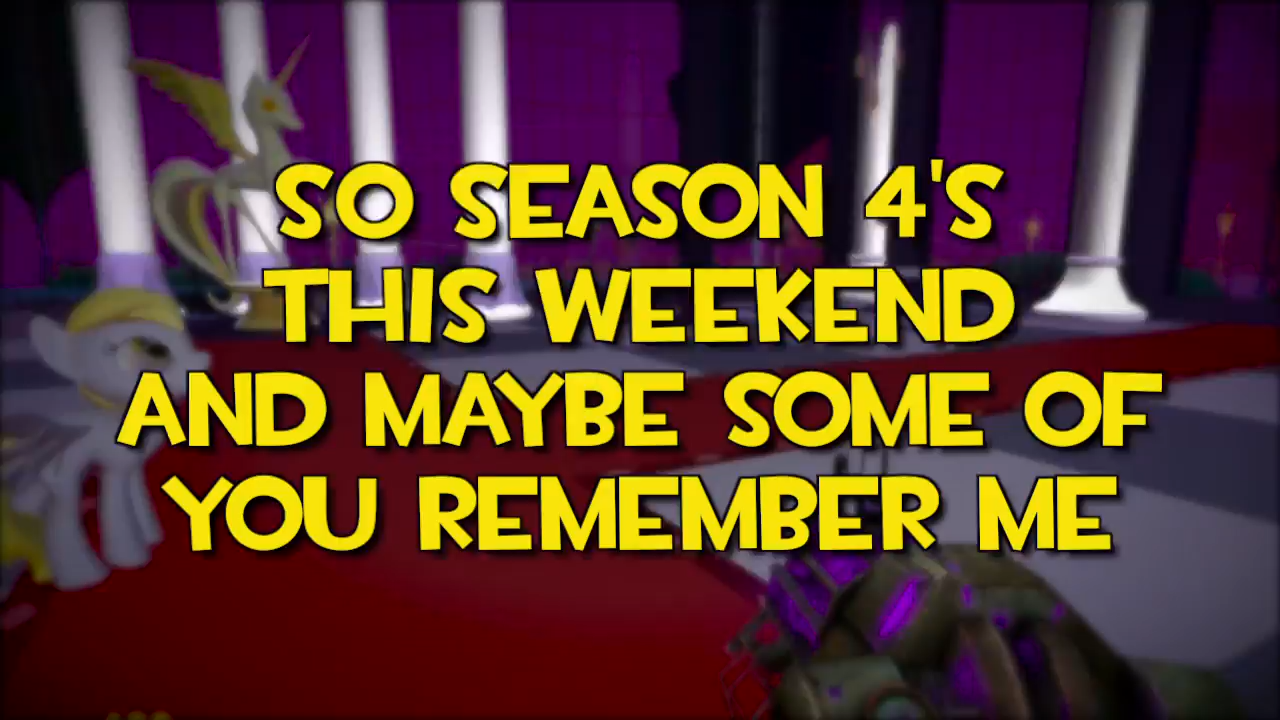 SO SEASON 4'S
THIS WEEKEND
AND MAYBE SOME OF
YOU REMEMBER ME